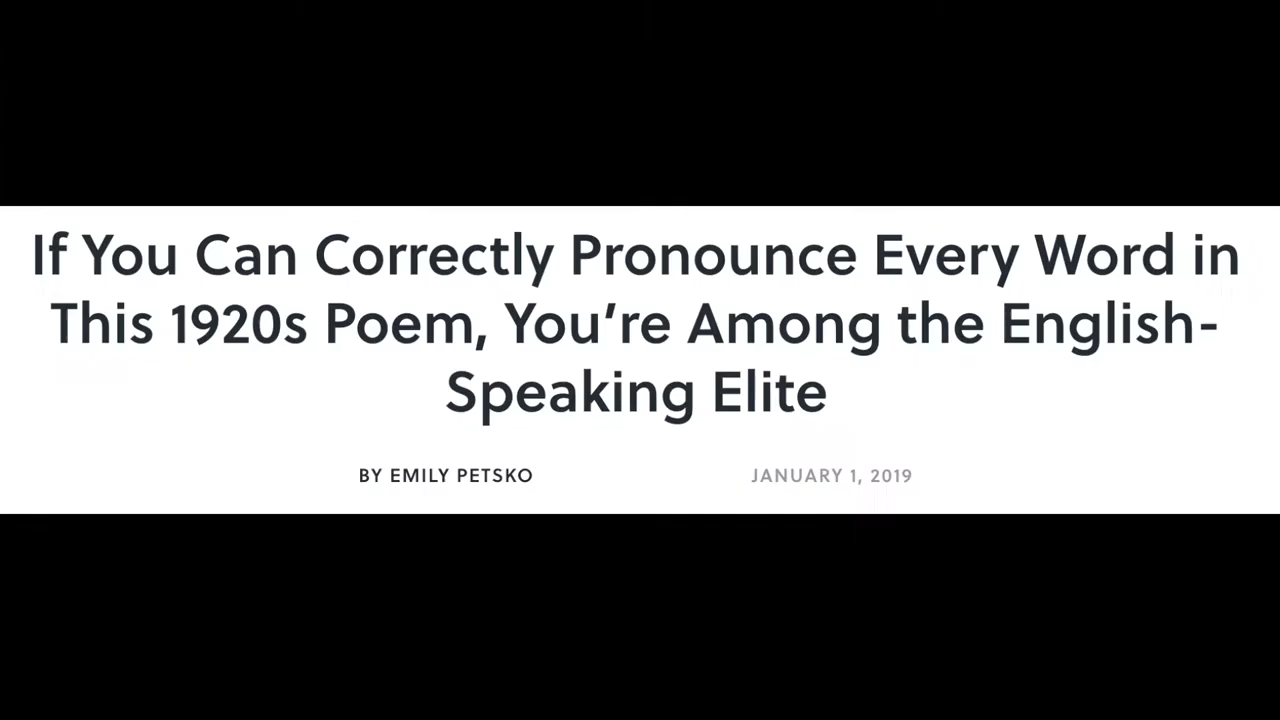 If You Can Correctly Pronounce Every Word in
This 1920s Poem, You’re Among the English-
Speaking Elite
BY EMILY PETSKO JANUARY 1, 2019